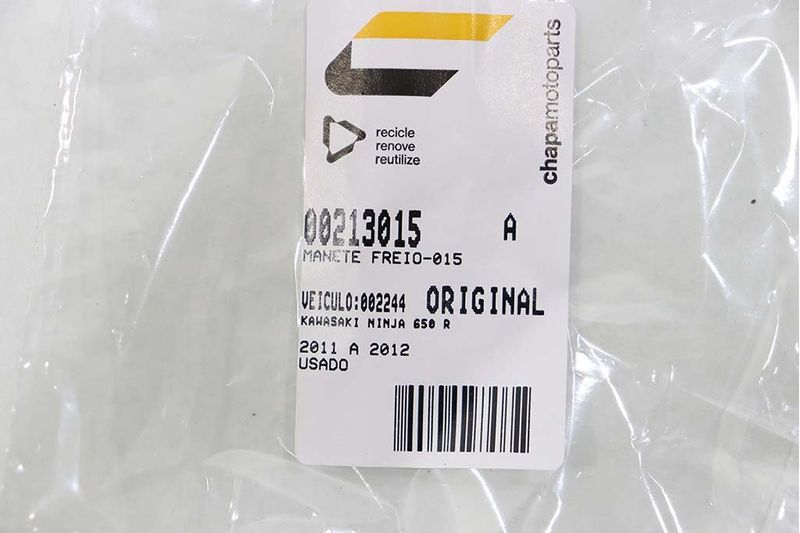 chapamotoparts
recicle
renove
reutilize
00213015 A
MANETE FREIO-015
VEICULO:002244 ORIGINAL
KAWASAKI NINJA 650 R
2011 A 2012
USADO